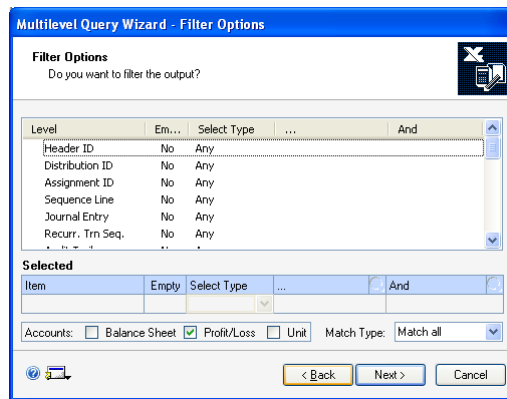 Multilevel Query Wizard - Filter Options
Filter Options
Do you want to filter the output?
Level Em... Select Type ... And
Header ID No Any
Distribution ID No Any
Assignment ID No Any
Sequence Line No Any
Journal Entry No Any
Recurr. Trn Seq. No Any
Selected
Item Empty Select Type ... And
Accounts: Balance Sheet Profit/Loss Unit Match Type: Match all
< Back Next > Cancel